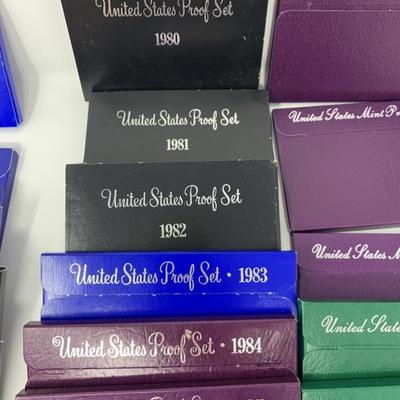 United States Proof Set
1980
United States Proof Set
1981
United States Proof Set
1982
United States Proof Set • 1983
United States Proof Set • 1984
United States Mint
United States Mint
United